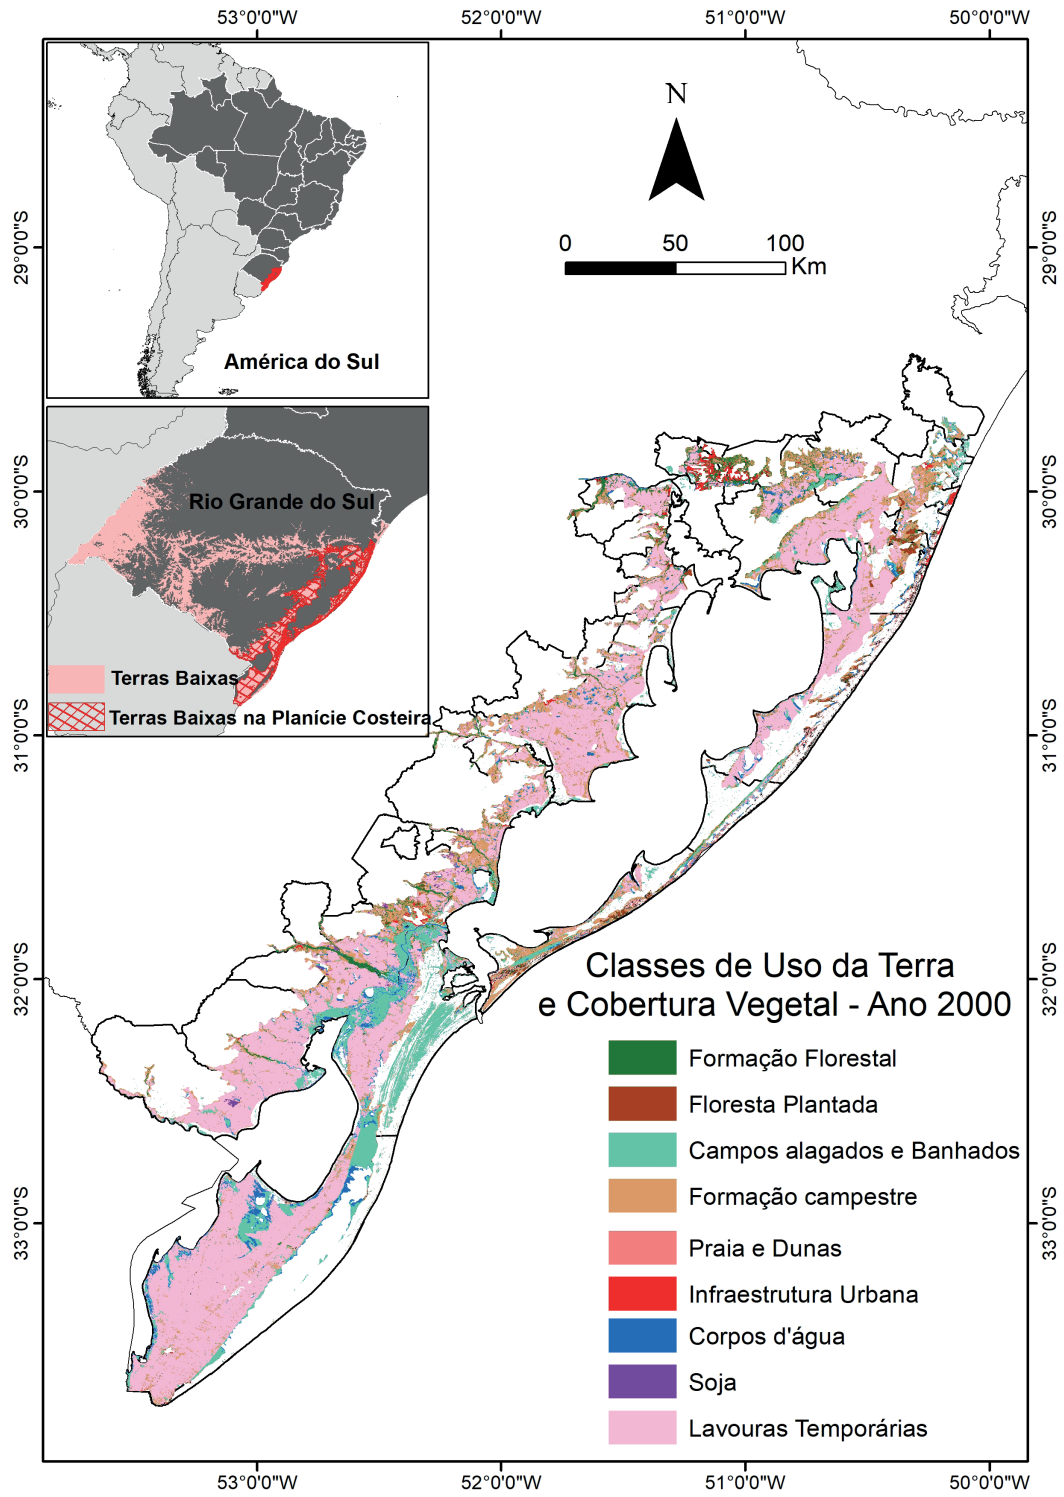 53°0'0"W 52°0'0"W 51°0'0"W 50°0'0"W
N
0 50 100
Km
29°0'0"S
29°0'0"S
América do Sul
30°0'0"S
30°0'0"S
Rio Grande do Sul
Terras Baixas
Terras Baixas na Planície Costeira
31°0'0"S
31°0'0"S
32°0'0"S
32°0'0"S
Classes de Uso da Terra
e Cobertura Vegetal - Ano 2000
Formação Florestal
Floresta Plantada
Campos alagados e Banhados
Formação campestre
Praia e Dunas
Infraestrutura Urbana
Corpos d'água
Soja
Lavouras Temporárias
33°0'0"S
33°0'0"S
53°0'0"W 52°0'0"W 51°0'0"W 50°0'0"W